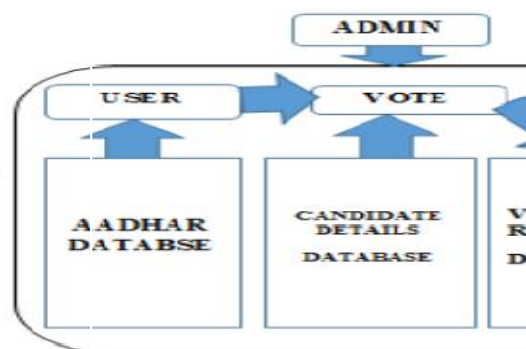 ADMIN
USER
VOTE
AADHAR
DATABSE
CANDIDATE
DETAILS
DATABASE
V
R
D